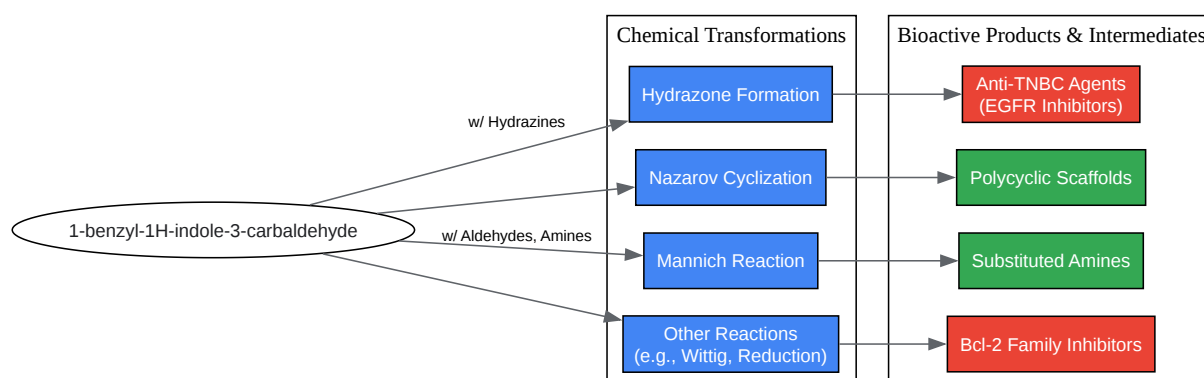 Chemical Transformations
Bioactive Products & Intermediates
Hydrazone Formation
Anti-TNBC Agents
(EGFR Inhibitors)
w/ Hydrazines
Nazarov Cyclization
Polycyclic Scaffolds
1-benzyl-1H-indole-3-carbaldehyde
w/ Aldehydes, Amines
Mannich Reaction
Substituted Amines
Other Reactions
(e.g., Wittig, Reduction)
Bcl-2 Family Inhibitors